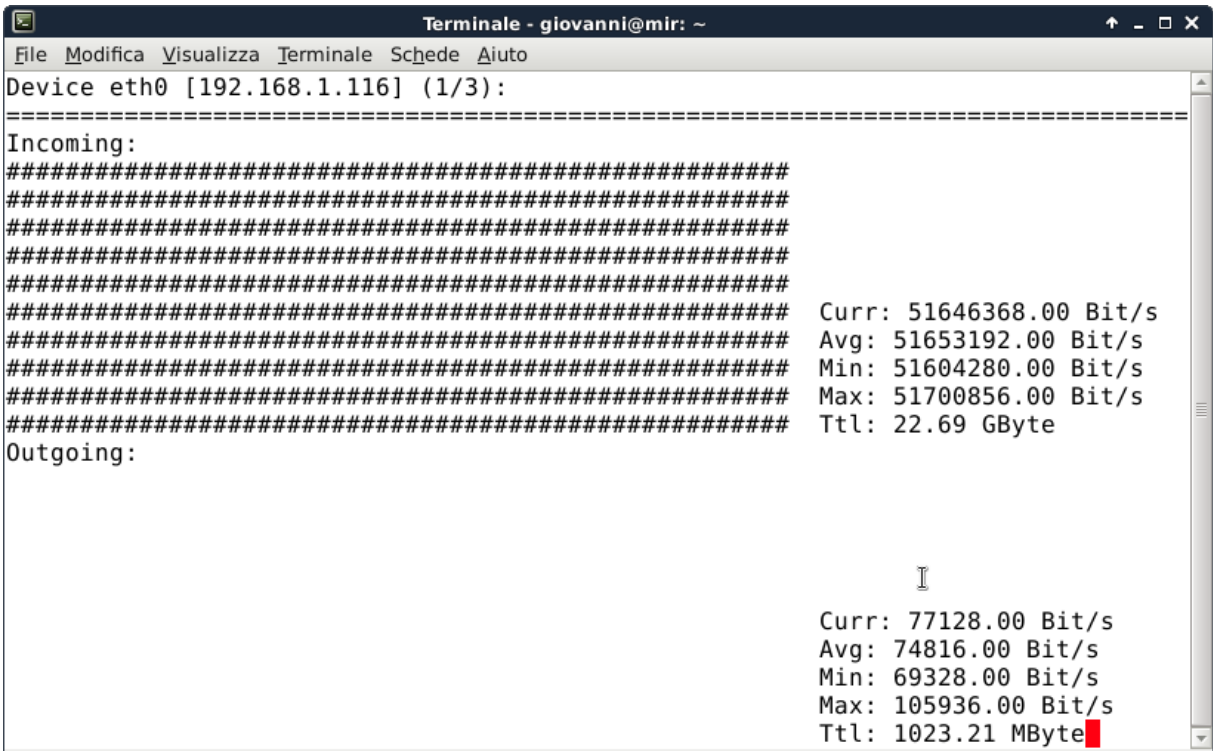 Terminale - giovanni@mir: ~
File Modifica Visualizza Terminale Schede Aiuto
Device eth0 [192.168.1.116] (1/3):
================================================================================
Incoming:
#####################################################
#####################################################
#####################################################
#####################################################
#####################################################
##################################################### Curr: 51646368.00 Bit/s
##################################################### Avg: 51653192.00 Bit/s
##################################################### Min: 51604280.00 Bit/s
##################################################### Max: 51700856.00 Bit/s
##################################################### Ttl: 22.69 GByte
Outgoing:
Curr: 77128.00 Bit/s
Avg: 74816.00 Bit/s
Min: 69328.00 Bit/s
Max: 105936.00 Bit/s
Ttl: 1023.21 MByte